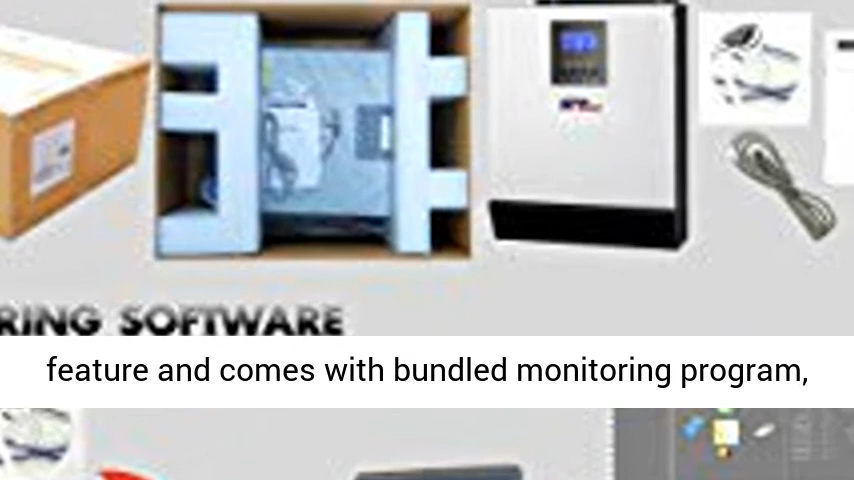 RING SOFTWARE
feature and comes with bundled monitoring program,